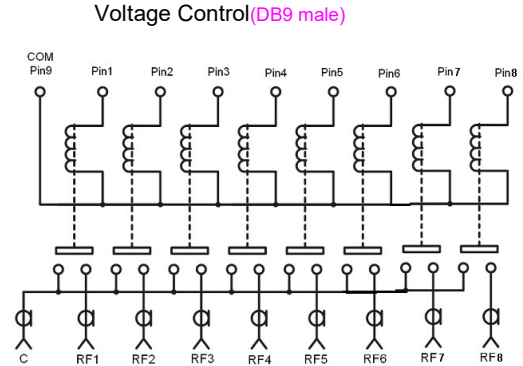 Voltage Control(DB9 male)
COM
Pin9 Pin1 Pin2 Pin3 Pin4 Pin5 Pin6 Pin7 Pin8
C RF1 RF2 RF3 RF4 RF5 RF6 RF7 RF8